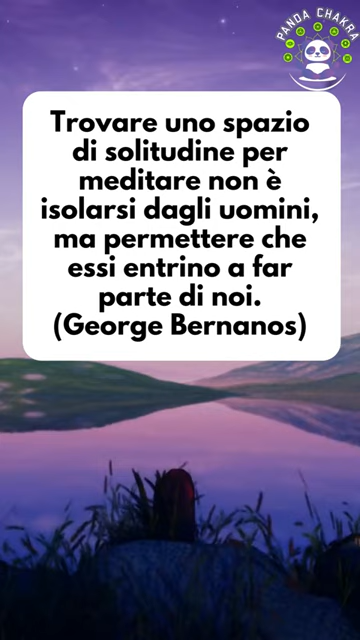 PANDA CHAKRA
Trovare uno spazio
di solitudine per
meditare non è
isolarsi dagli uomini,
ma permettere che
essi entrino a far
parte di noi.
(George Bernanos)